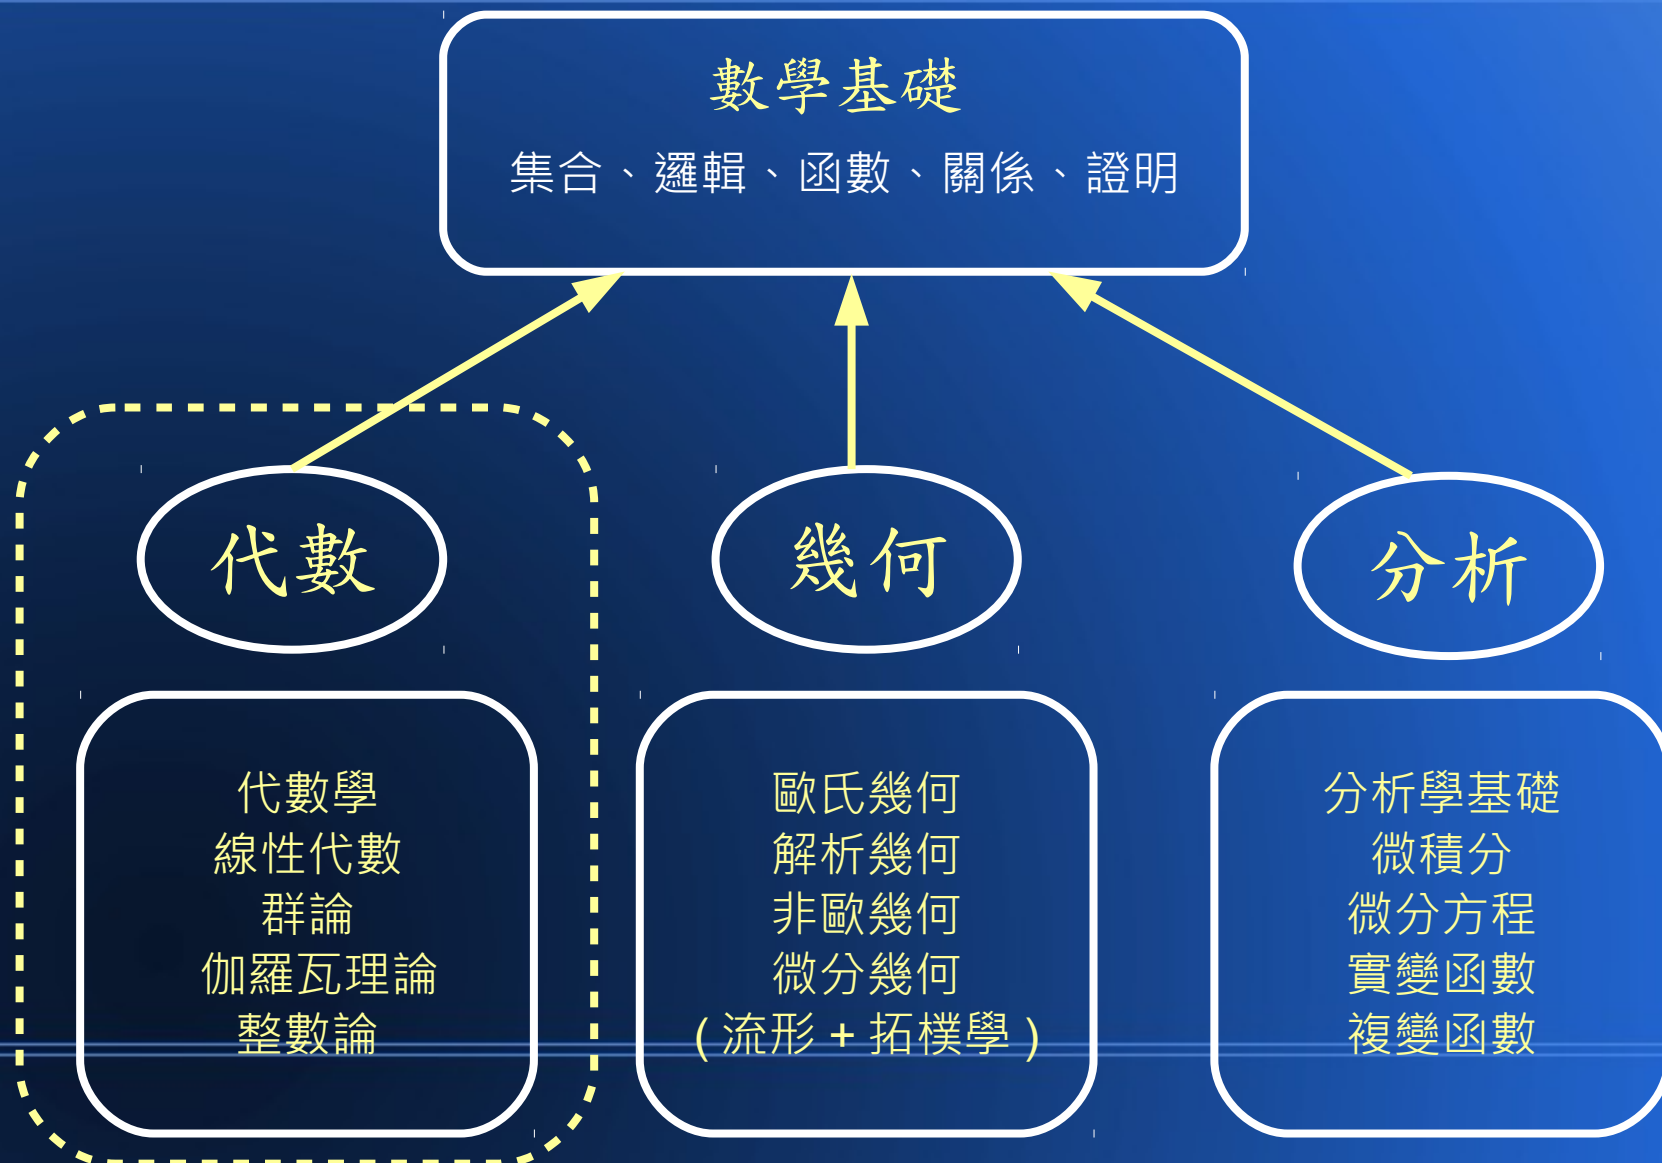 數學基礎
集合、邏輯、函數、關係、證明
代數
幾何
分析
代數學
線性代數
群論
伽羅瓦理論
整數論
歐氏幾何
解析幾何
非歐幾何
微分幾何
( 流形 + 拓樸學 )
分析學基礎
微積分
微分方程
實變函數
複變函數